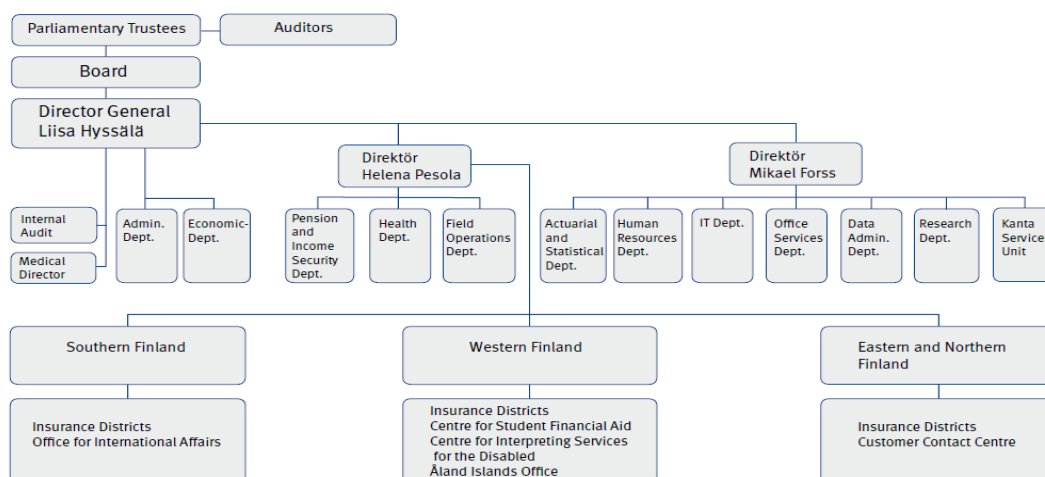 Parliamentary Trustees
Auditors
Board
Director General
Liisa Hyssälä
Direktör
Helena Pesola
Direktör
Mikael Forss
Internal
Audit
Medical
Director
Admin.
Dept.
Economic-
Dept.
Pension
and
Income
Security
Dept.
Health
Dept.
Field
Operations
Dept.
Actuarial
and
Statistical
Dept.
Human
Resources
Dept.
IT Dept.
Office
Services
Dept.
Data
Admin.
Dept.
Research
Dept.
Kanta
Service
Unit
Southern Finland
Western Finland
Eastern and Northern
Finland
Insurance Districts
Office for International Affairs
Insurance Districts
Centre for Student Financial Aid
Centre for Interpreting Services
for the Disabled
Åland Islands Office
Insurance Districts
Customer Contact Centre